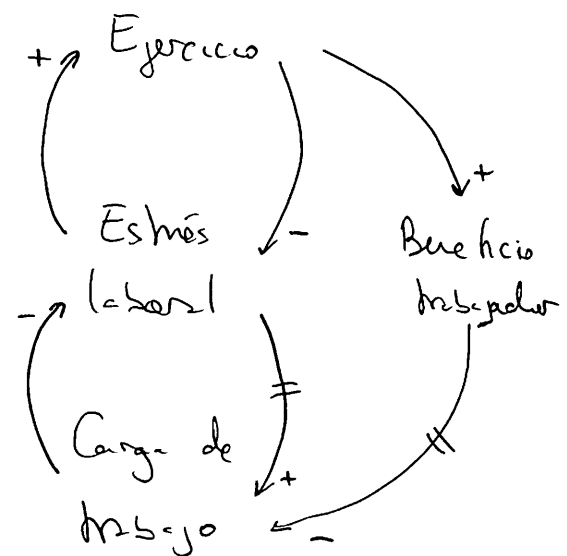 +
Ejercicio
+
Estrés
-
Beneficio
-
laboral
trabajador
Carga de
+
trabajo
-